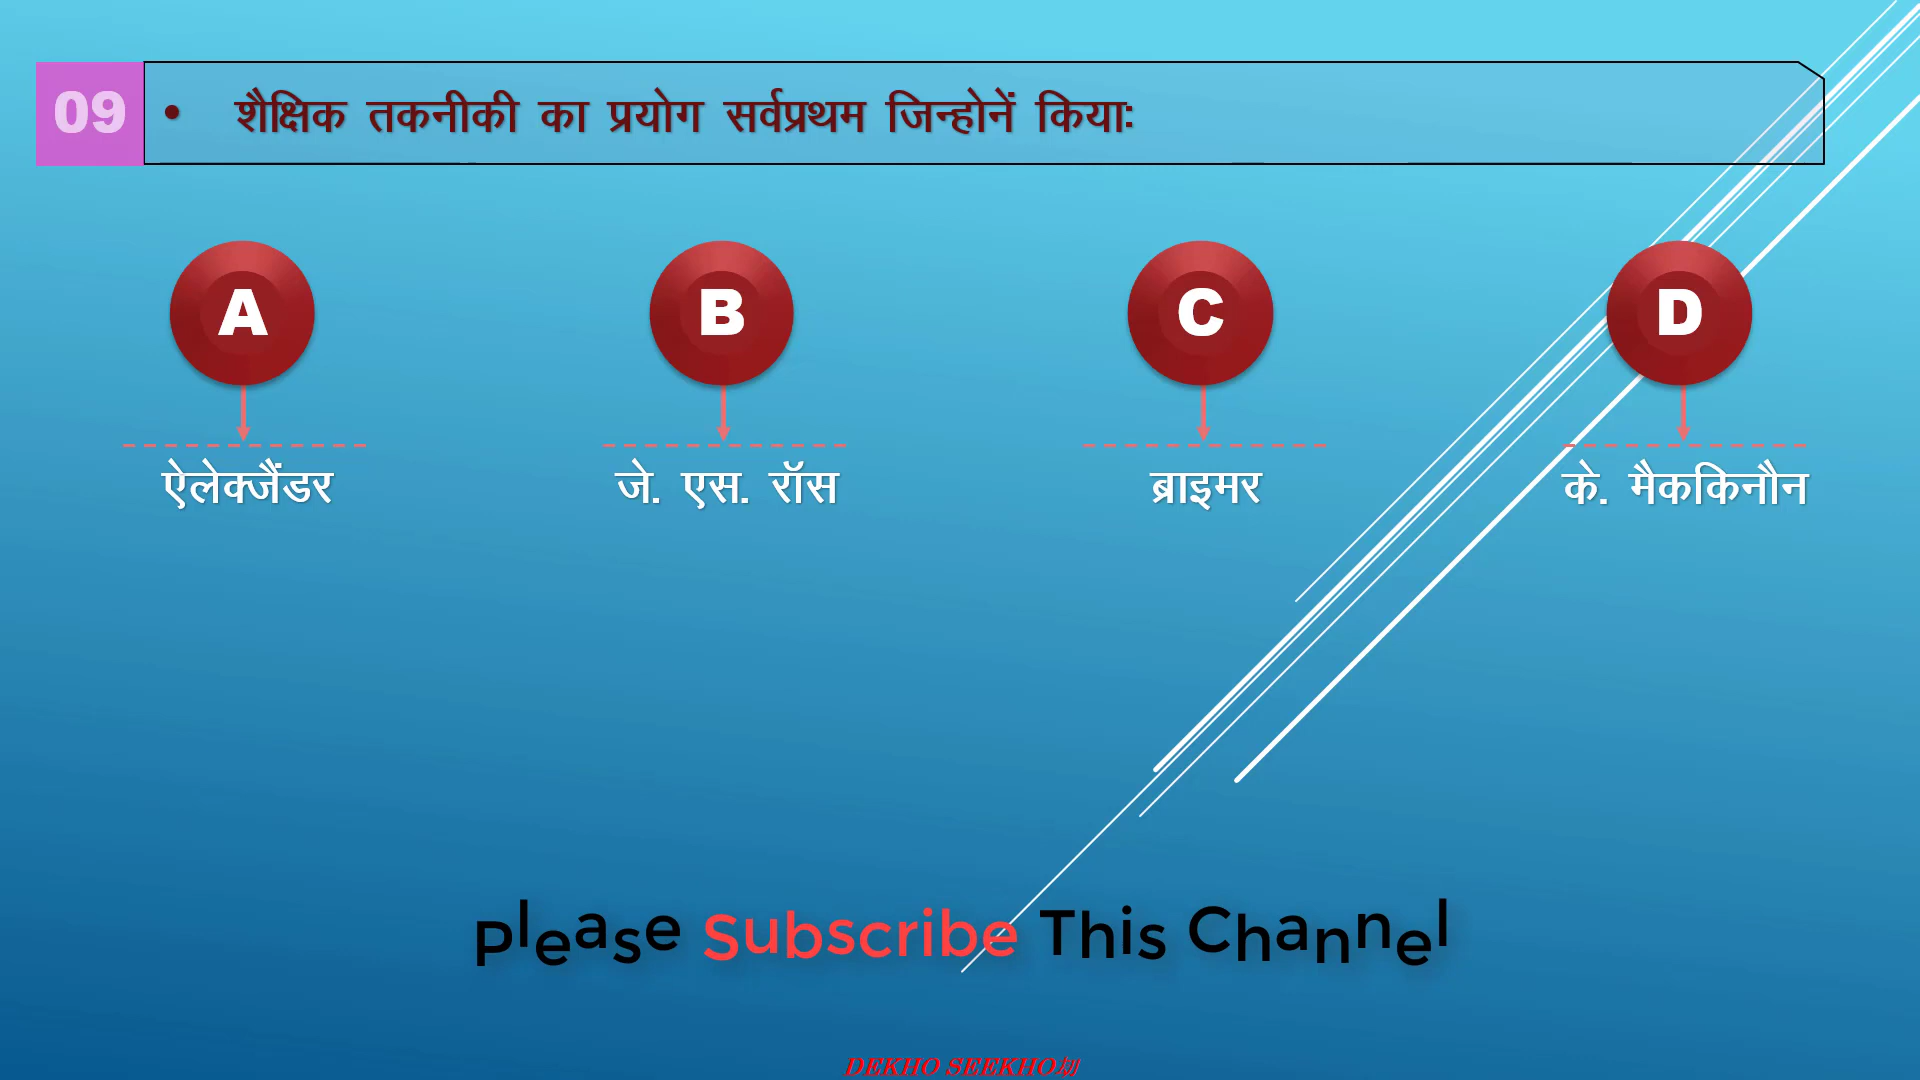 09
• शैक्षिक तकनीकी का प्रयोग सर्वप्रथम जिन्होनें किया:
A
B
C
D
ऐलेक्जैंडर
जे. एस. रॉस
ब्राइमर
के. मैककिनौन
Please Subscribe This Channel
DEKHO SEEKHO